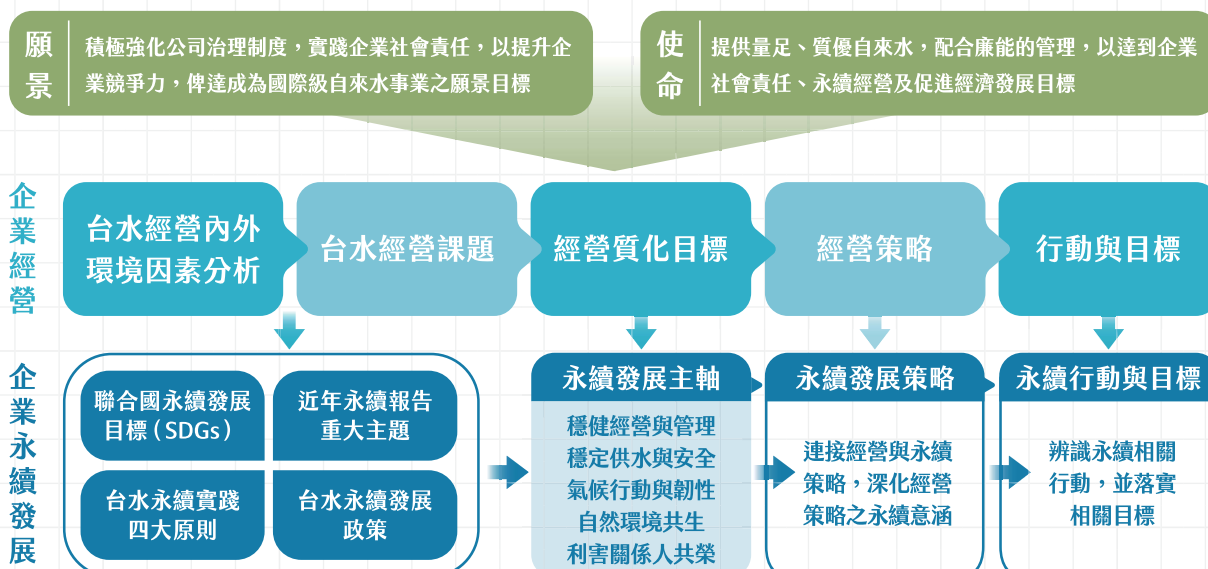 願景
積極強化公司治理制度，實踐企業社會責任，以提升企
業競爭力，俾達成為國際級自來水事業之願景目標
使命
提供量足、質優自來水，配合廉能的管理，以達到企業
社會責任、永續經營及促進經濟發展目標
企業經營
台水經營內外
環境因素分析
台水經營課題
經營質化目標
經營策略
行動與目標
企業永續發展
聯合國永續發展
目標（SDGs）
近年永續報告
重大主題
台水永續實踐
四大原則
台水永續發展
政策
永續發展主軸
穩健經營與管理
穩定供水與安全
氣候行動與韌性
自然環境共生
利害關係人共榮
永續發展策略
連接經營與永續
策略，深化經營
策略之永續意涵
永續行動與目標
辨識永續相關
行動，並落實
相關目標